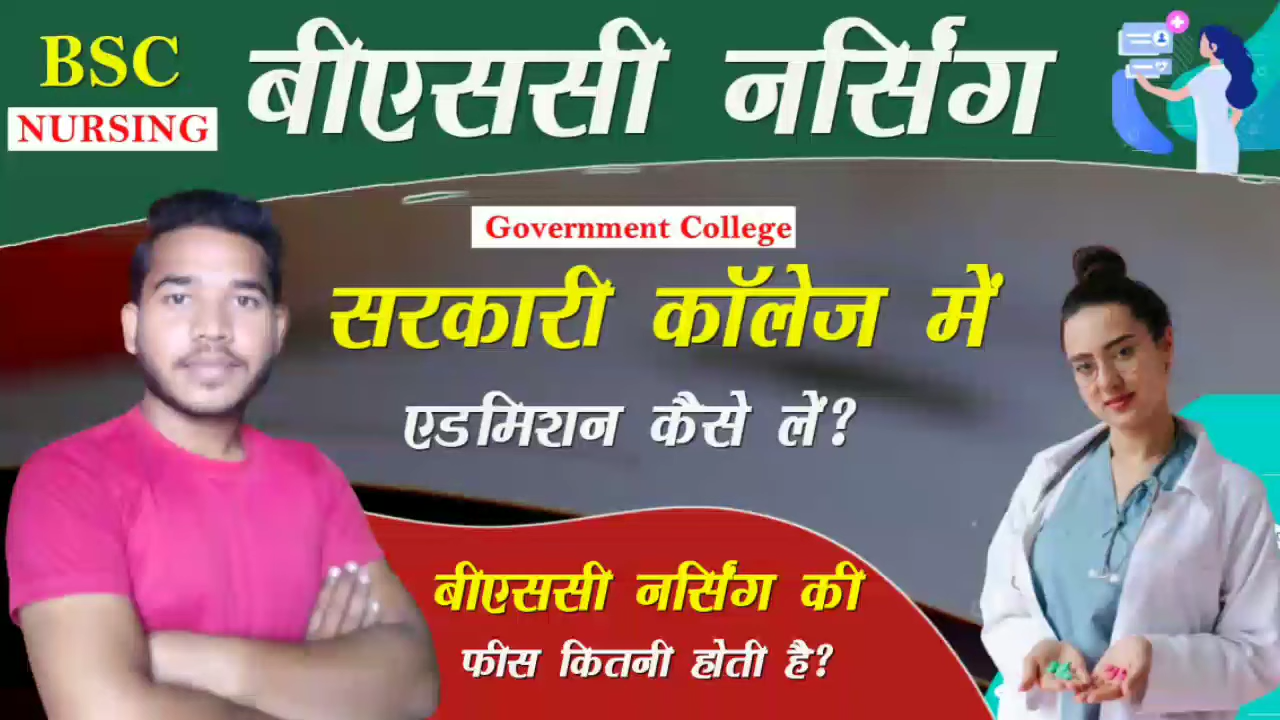 BSC
NURSING
बीएससी नर्सिंग
Government College
सरकारी कॉलेज में
एडमिशन कैसे लें?
बीएससी नर्सिंग की
फीस कितनी होती है?